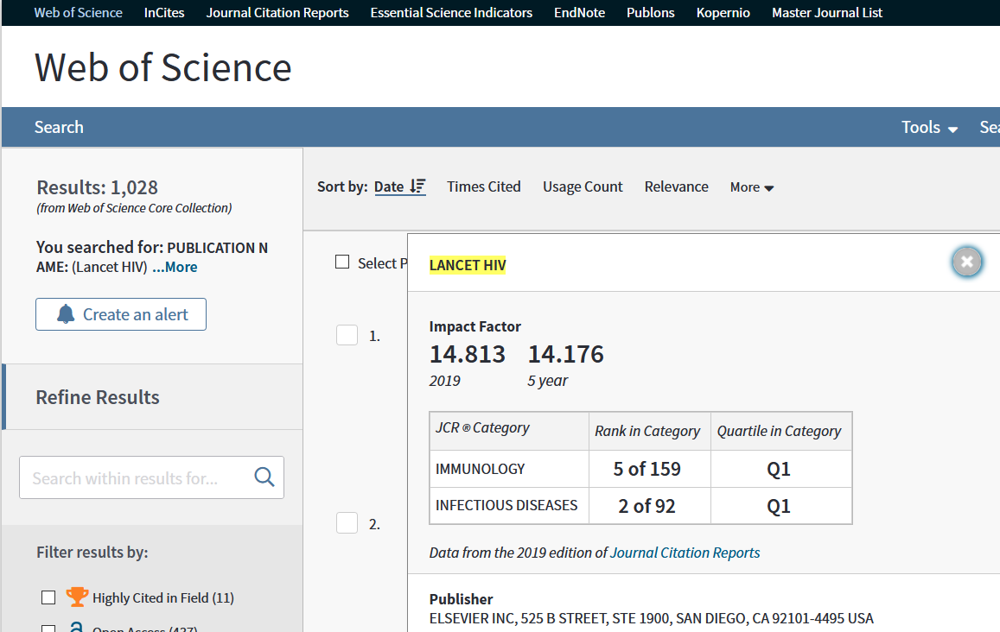 Web of Science InCites Journal Citation Reports Essential Science Indicators EndNote Publons Kopernio Master Journal List
Web of Science
Search Tools Sea
Results: 1,028
(from Web of Science Core Collection)
You searched for: PUBLICATION N
AME: (Lancet HIV) ...More
Create an alert
Refine Results
Search within results for...
Filter results by:
Highly Cited in Field (11)
Open Access (437)
Sort by: Date Times Cited Usage Count Relevance More
Select P
1.
2.
LANCET HIV
Impact Factor
14.813 14.176
2019 5 year
JCR ® Category Rank in Category Quartile in Category
IMMUNOLOGY 5 of 159 Q1
INFECTIOUS DISEASES 2 of 92 Q1
Data from the 2019 edition of Journal Citation Reports
Publisher
ELSEVIER INC, 525 B STREET, STE 1900, SAN DIEGO, CA 92101-4495 USA